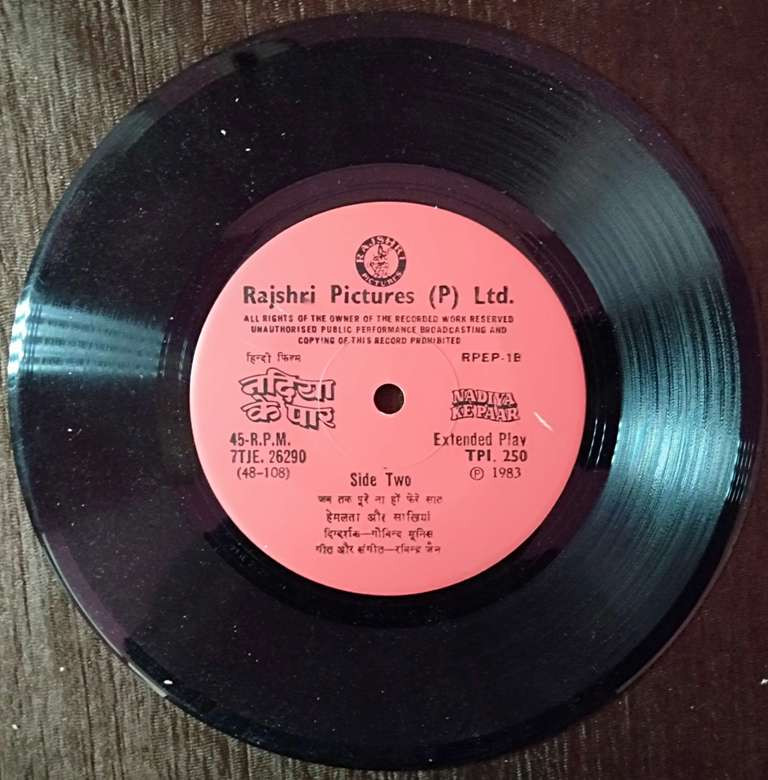 RAJSHRI PICTURES
Rajshri Pictures (P) Ltd.
ALL RIGHTS OF THE OWNER OF THE RECORDED WORK RESERVED
UNAUTHORISED PUBLIC PERFORMANCE BROADCASTING AND
COPYING OF THIS RECORD PROHIBITED
हिन्दी फिल्म
RPEP-1B
नदिया
के पार
NADIYA
KE PAAR
45-R.P.M.
Extended Play
7TJE. 26290
TPI. 250
(48-108)
℗ 1983
Side Two
जब तक पूरे ना हों फेरे सात
हेमलता और साखियां
दिग्दर्शक—गोविन्द मूनिस
गीत और संगीत—रविन्द्र जैन